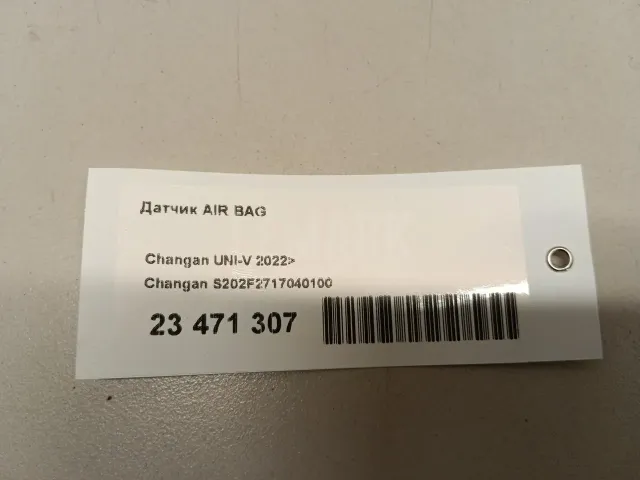 Датчик AIR BAG
Changan UNI-V 2022>
Changan S202F2717040100
23 471 307